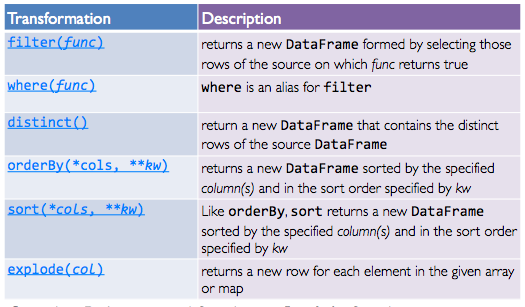 Transformation Description
filter(func) returns a new DataFrame formed by selecting those
rows of the source on which func returns true
where(func) where is an alias for filter
distinct() return a new DataFrame that contains the distinct
rows of the source DataFrame
orderBy(*cols, **kw) returns a new DataFrame sorted by the specified
column(s) and in the sort order specified by kw
sort(*cols, **kw) Like orderBy, sort returns a new DataFrame
sorted by the specified column(s) and in the sort order
specified by kw
explode(col) returns a new row for each element in the given array
or map